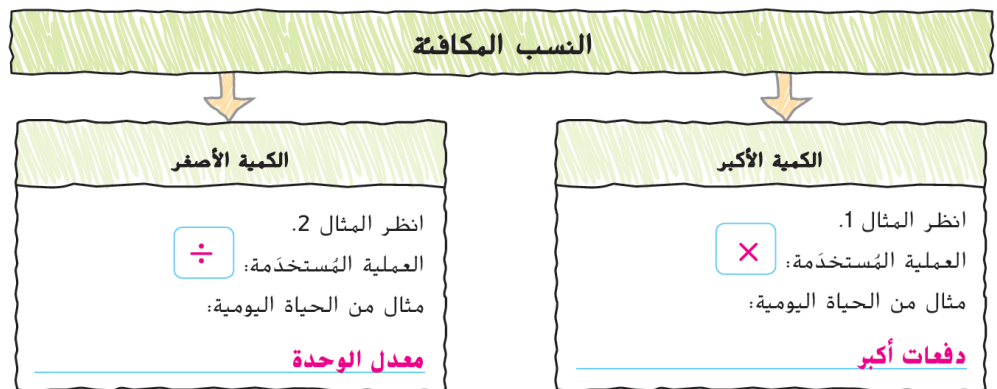 النسب المكافئة
الكمية الأكبر
انظر المثال 1.
العملية المُستخدَمة: ×
مثال من الحياة اليومية:
دفعات أكبر
الكمية الأصغر
انظر المثال 2.
العملية المُستخدَمة: ÷
مثال من الحياة اليومية:
معدل الوحدة